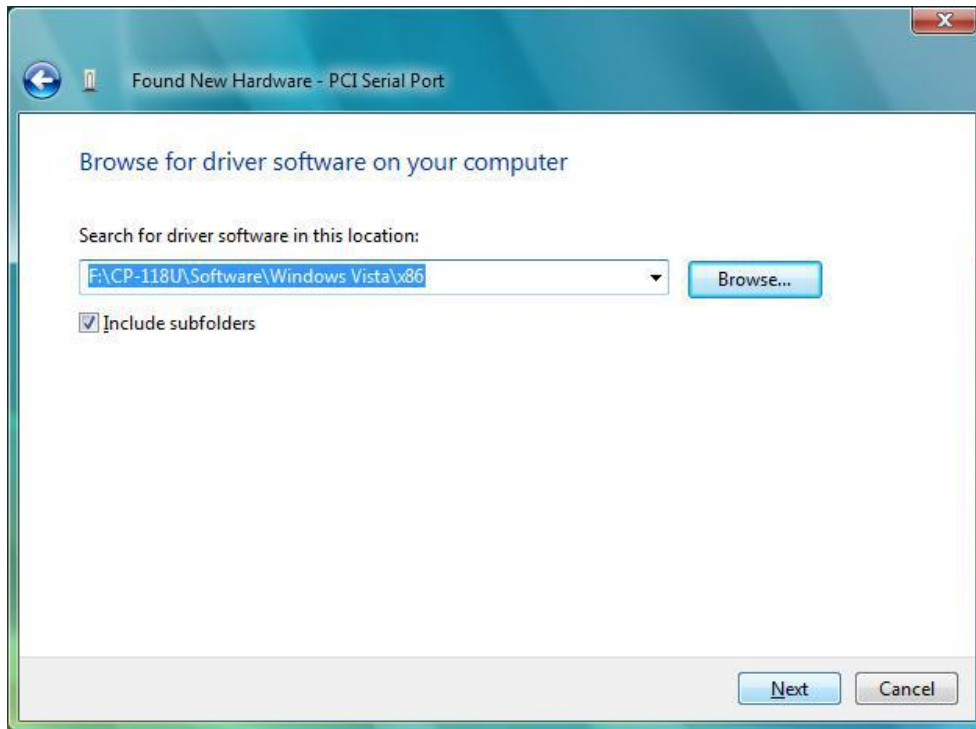 Found New Hardware - PCI Serial Port
Browse for driver software on your computer
Search for driver software in this location:
F:\CP-118U\Software\Windows Vista\x86
Browse...
Include subfolders
Next
Cancel